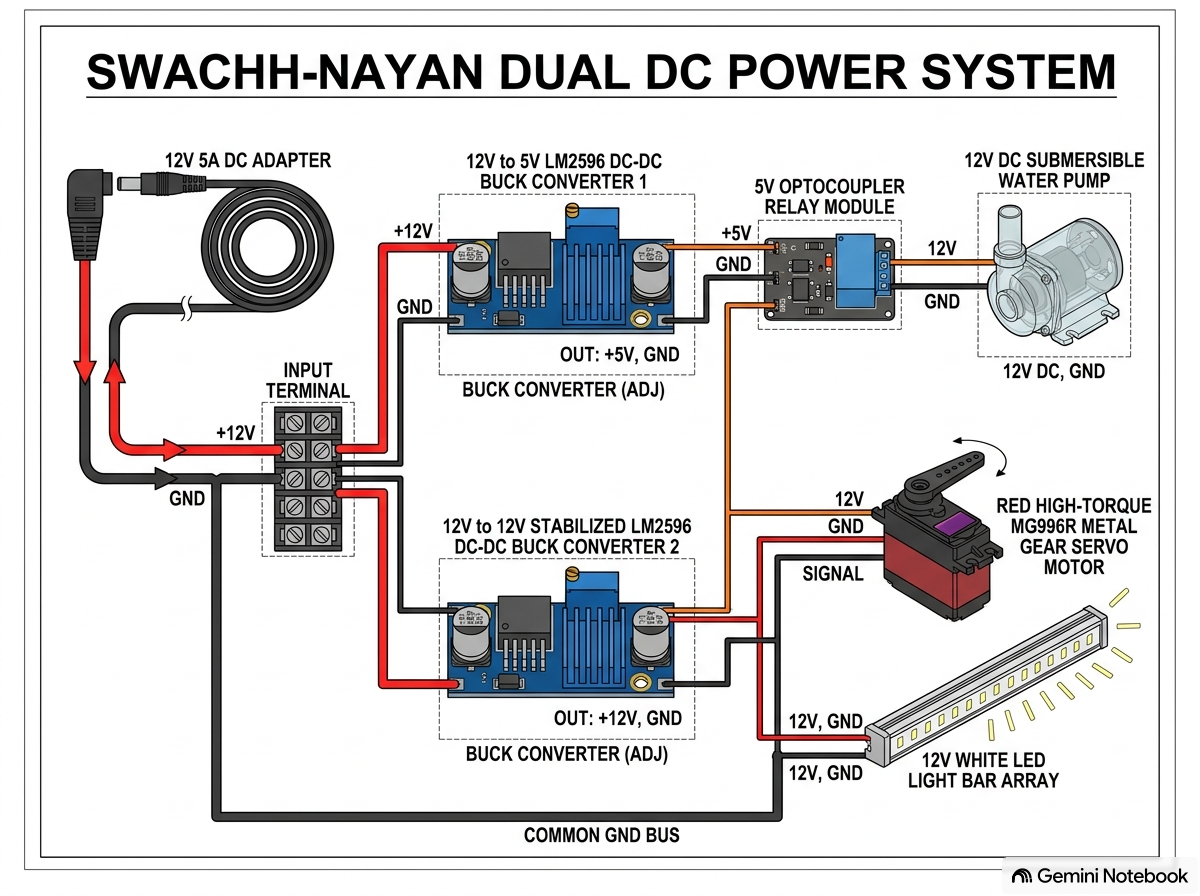 SWACHH-NAYAN DUAL DC POWER SYSTEM
12V 5A DC ADAPTER
12V to 5V LM2596 DC-DC
BUCK CONVERTER 1
5V OPTOCOUPLER
RELAY MODULE
12V DC SUBMERSIBLE
WATER PUMP
+12V
GND
+5V
GND
12V
GND
OUT: +5V, GND
BUCK CONVERTER (ADJ)
12V DC, GND
INPUT
TERMINAL
+12V
GND
12V to 12V STABILIZED LM2596
DC-DC BUCK CONVERTER 2
12V
GND
SIGNAL
RED HIGH-TORQUE
MG996R METAL
GEAR SERVO
MOTOR
OUT: +12V, GND
BUCK CONVERTER (ADJ)
12V, GND
12V, GND
12V WHITE LED
LIGHT BAR ARRAY
COMMON GND BUS
Gemini Notebook